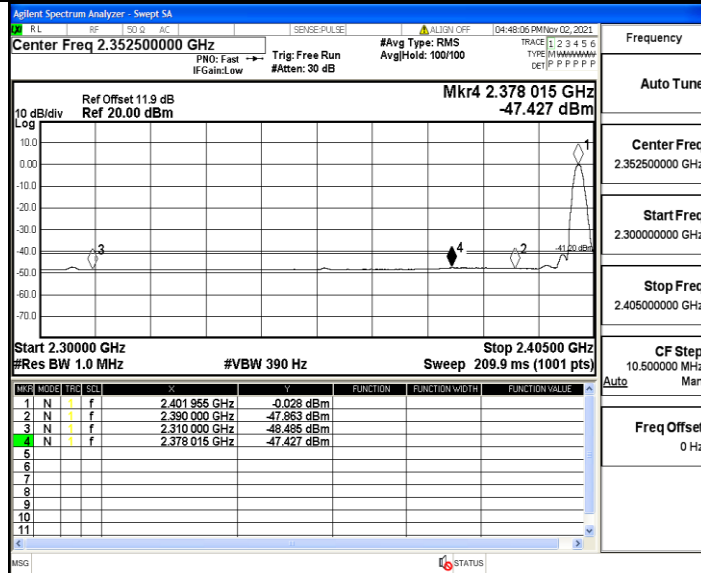 Agilent Spectrum Analyzer - Swept SA
RL RF 50 Ω AC SENSE:PULSE ALIGN OFF 04:48:06 PM Nov 02, 2021
Center Freq 2.352500000 GHz
PNO: Fast
IFGain:Low
Trig: Free Run
#Atten: 30 dB
#Avg Type: RMS
Avg|Hold: 100/100
TRACE 1 2 3 4 5 6
TYPE M WWWWW
DET P P P P P P
Ref Offset 11.9 dB
10 dB/div Ref 20.00 dBm
Log
Mkr4 2.378 015 GHz
-47.427 dBm
10.0
0.00
-10.0
-20.0
-30.0
-40.0
-50.0
-60.0
-70.0
1
2
3
4
-41.20 dBm
Start 2.30000 GHz Stop 2.40500 GHz
#Res BW 1.0 MHz #VBW 390 Hz Sweep 209.9 ms (1001 pts)
MKR MODE TRC SCL X Y FUNCTION FUNCTION WIDTH FUNCTION VALUE
1 N 1 f 2.401 955 GHz -0.028 dBm
2 N 1 f 2.390 000 GHz -47.863 dBm
3 N 1 f 2.310 000 GHz -48.485 dBm
4 N 1 f 2.378 015 GHz -47.427 dBm
5
6
7
8
9
10
11
MSG STATUS
Frequency
Auto Tune
Center Freq
2.352500000 GHz
Start Freq
2.300000000 GHz
Stop Freq
2.405000000 GHz
CF Step
10.500000 MHz
Auto Man
Freq Offset
0 Hz